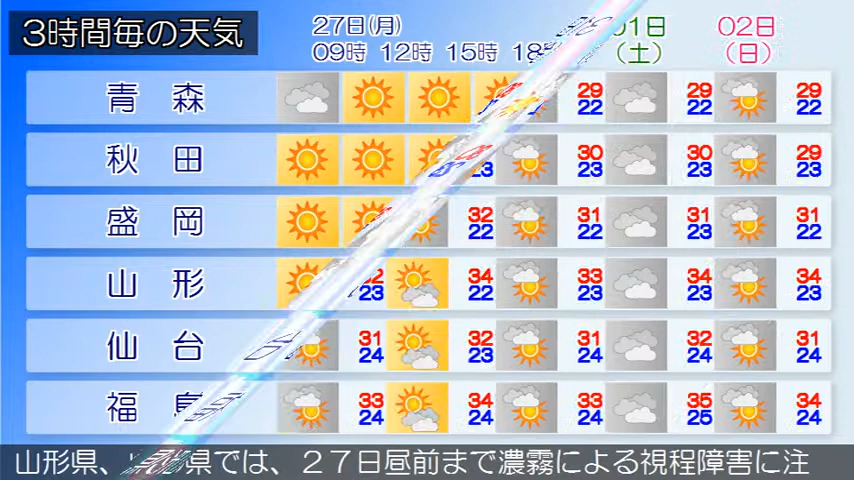 3時間毎の天気
27日(月) 01日 02日
09時 12時 15時 18時 (土) (日)
青森 29 22 29 22 29 22
秋田 23 30 23 30 23 29 23
盛岡 32 22 31 22 31 23 31 22
山形 32 23 34 22 33 23 34 23 34 23
仙台 31 24 32 23 31 24 32 24 31 24
福島 33 24 34 24 33 24 35 25 34 24
山形県、 県では、27日昼前まで濃霧による視程障害に注